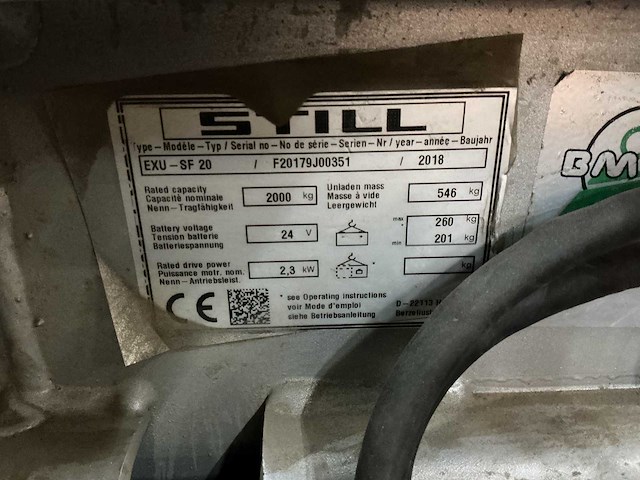 STILL
Type – Modèle – Typ / Serial no – No de série – Serien – Nr / year – année – Baujahr
EXU – SF 20 / F20179J00351 / 2018
Rated capacity
Capacité nominale
Nenn – Tragfähigkeit
2000 kg
Unladen mass
Masse à vide
Leergewicht
546 kg
Battery voltage
Tension batterie
Batteriespannung
24 V
max 260 kg
min 201 kg
Rated drive power
Puissance motr. nom.
Nenn – Antriebsleist.
2,3 kW
kg
CE
* see Operating instructions
voir Mode d'emploi
siehe Betriebsanleitung
D – 22113
BM